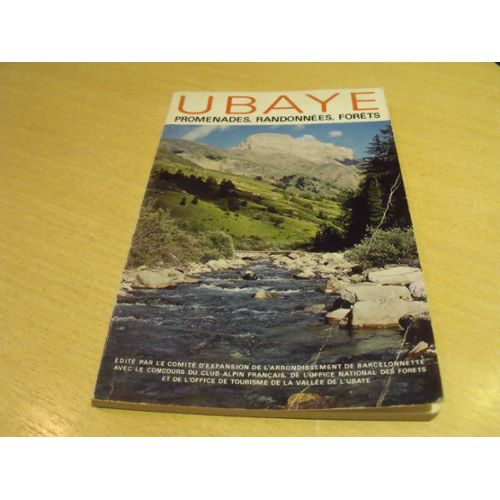 UBAYE
PROMENADES, RANDONNÉES, FORÊTS
ÉDITÉ PAR LE COMITÉ D'EXPANSION DE L'ARRONDISSEMENT DE BARCELONNETTE
AVEC LE CONCOURS DU CLUB-ALPIN FRANÇAIS, DE L'OFFICE NATIONAL DES FORÊTS
ET DE L'OFFICE DE TOURISME DE LA VALLÉE DE L'UBAYE